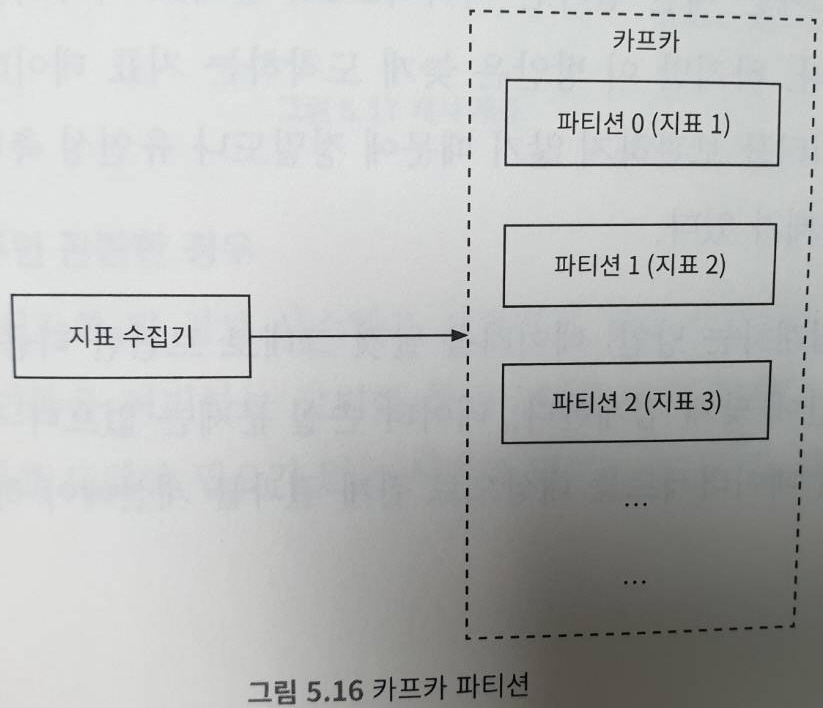 카프카
파티션 0 (지표 1)
파티션 1 (지표 2)
지표 수집기
파티션 2 (지표 3)
...
...
그림 5.16 카프카 파티션